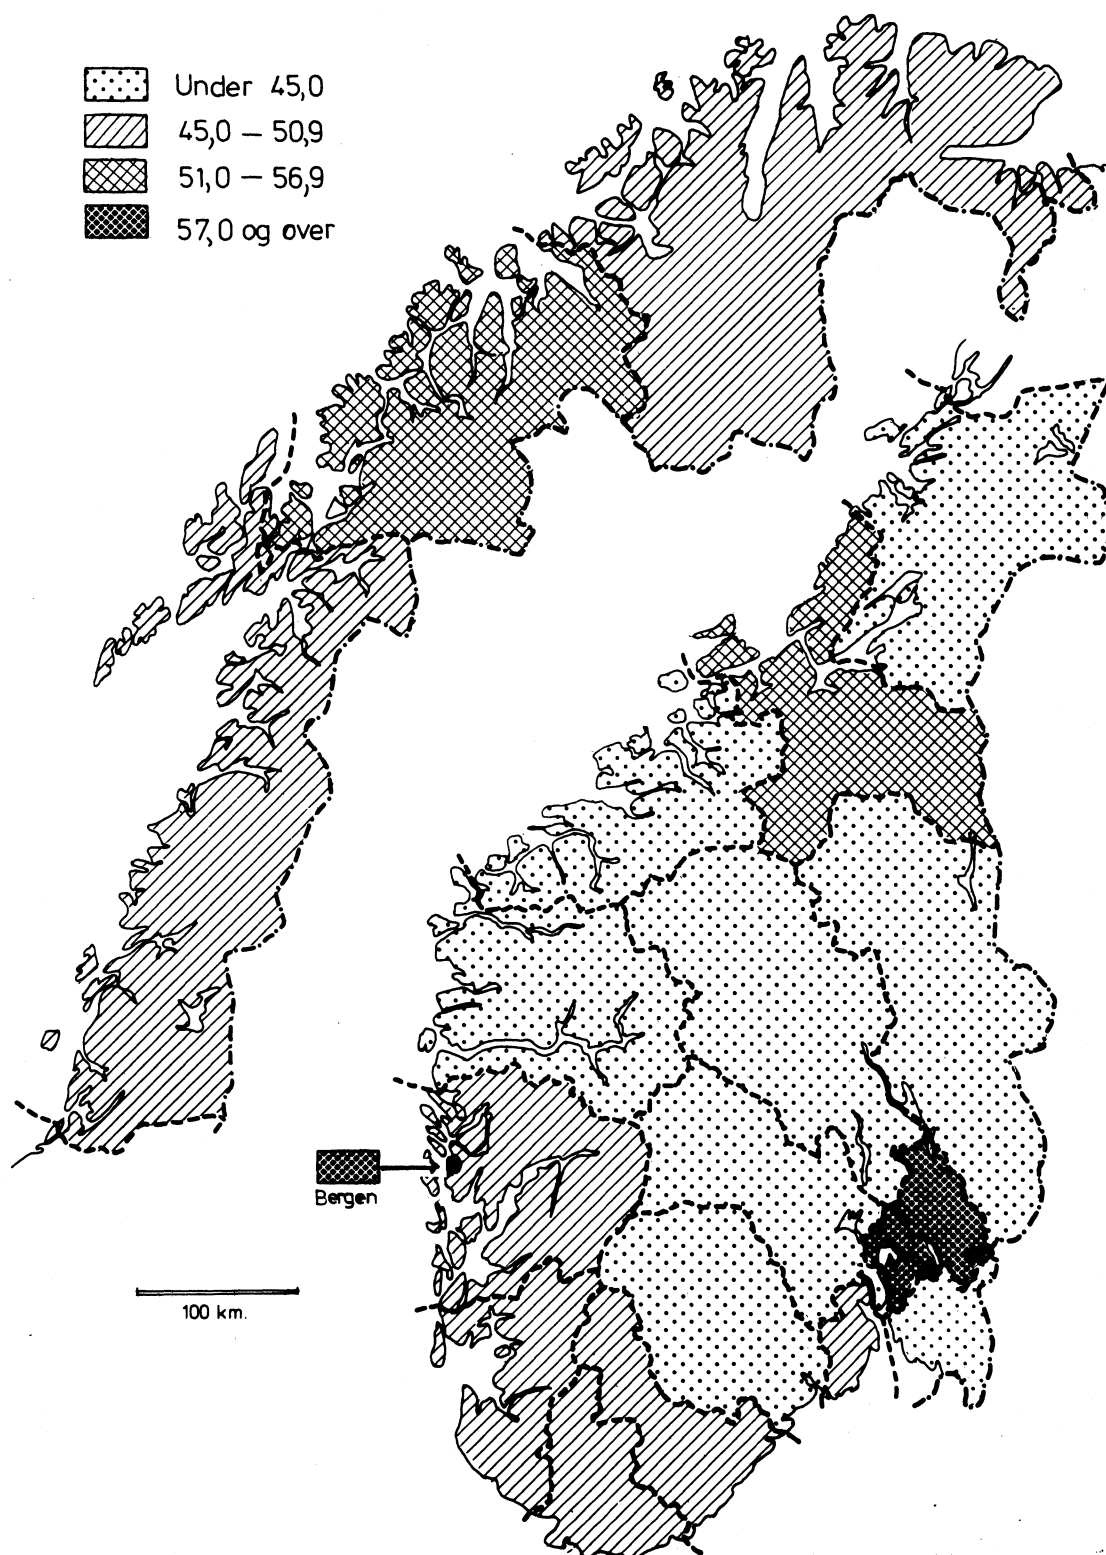 Under 45,0
45,0 – 50,9
51,0 – 56,9
57,0 og over
Bergen
100 km.